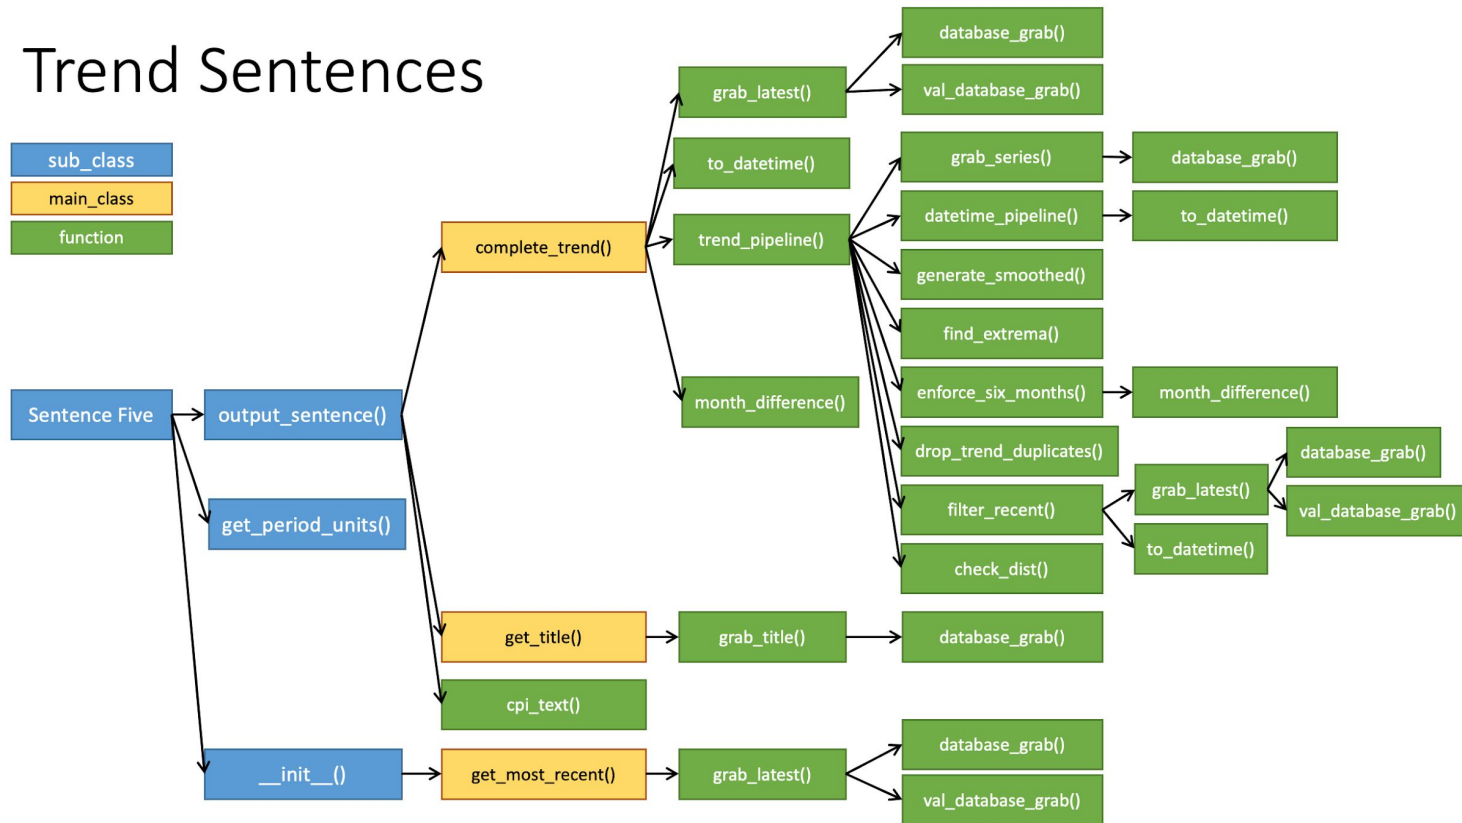 Trend Sentences
sub_class
main_class
function
Sentence Five
output_sentence()
get_period_units()
__init__()
complete_trend()
get_title()
cpi_text()
get_most_recent()
grab_latest()
to_datetime()
trend_pipeline()
month_difference()
grab_title()
grab_latest()
database_grab()
val_database_grab()
grab_series()
datetime_pipeline()
generate_smoothed()
find_extrema()
enforce_six_months()
drop_trend_duplicates()
filter_recent()
check_dist()
database_grab()
database_grab()
val_database_grab()
database_grab()
to_datetime()
month_difference()
grab_latest()
to_datetime()
database_grab()
val_database_grab()